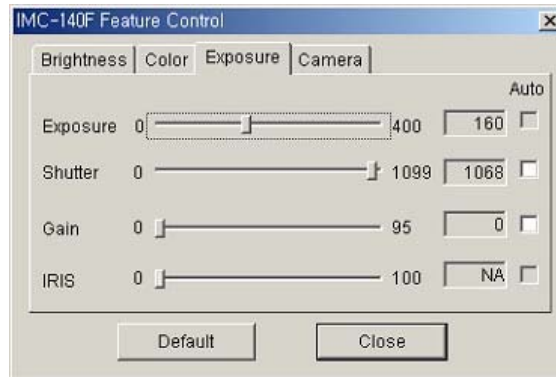 IMC-140F Feature Control
Brightness Color Exposure Camera
Auto
Exposure 0 400 160
Shutter 0 1099 1068
Gain 0 95 0
IRIS 0 100 NA
Default Close